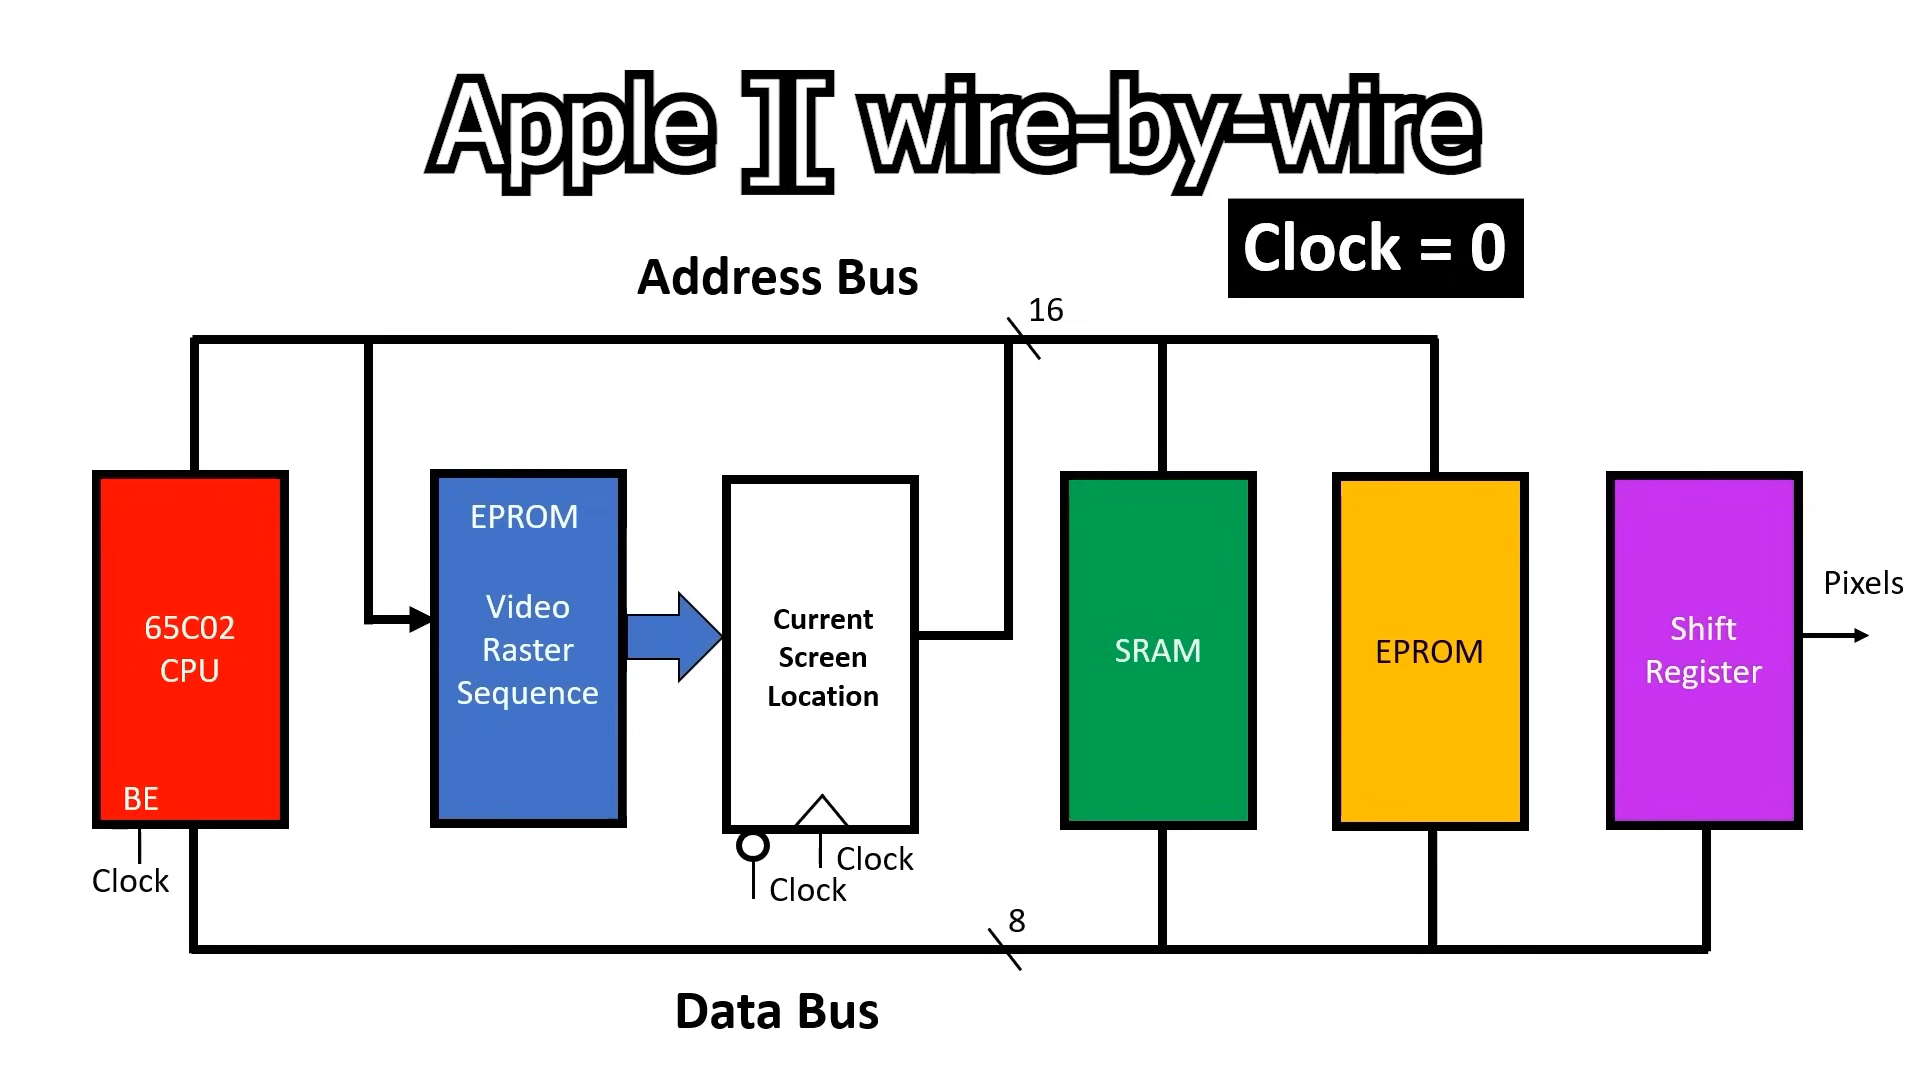 Apple ][ wire-by-wire
Clock = 0
Address Bus
16
65C02
CPU
BE
Clock
EPROM
Video
Raster
Sequence
Current
Screen
Location
Clock
Clock
SRAM
EPROM
Shift
Register
Pixels
8
Data Bus